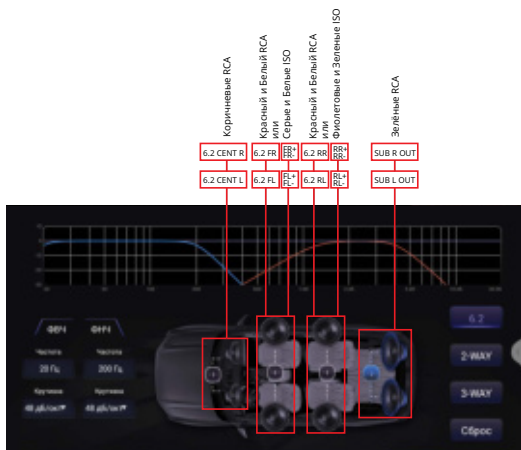 Коричневые RCA
Красный и Белый RCA
или
Серые и Белые ISO
Красный и Белый RCA
или
Фиолетовые и Зеленые ISO
Зелёные RCA
6.2 CENT R
6.2 FR
FR+
FR-
6.2 RR
RR+
RR-
SUB R OUT
6.2 CENT L
6.2 FL
FL+
FL-
6.2 RL
RL+
RL-
SUB L OUT
ФВЧ
ФНЧ
Частота
Частота
20 Гц
200 Гц
Крутизна
Крутизна
48 дБ/окт
48 дБ/окт
6.2
2-WAY
3-WAY
Сброс